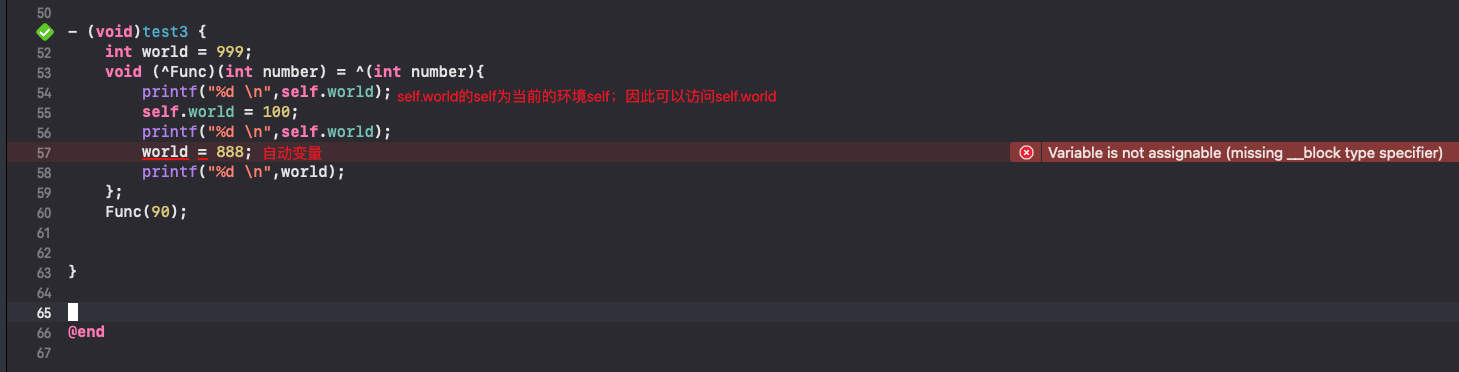 50
- (void)test3 {
52 int world = 999;
53 void (^Func)(int number) = ^(int number){
54 printf("%d \n",self.world); self.world的self为当前的环境self；因此可以访问self.world
55 self.world = 100;
56 printf("%d \n",self.world);
57 world = 888; 自动变量 Variable is not assignable (missing __block type specifier)
58 printf("%d \n",world);
59 };
60 Func(90);
61
62
63 }
64
65
66 @end
67